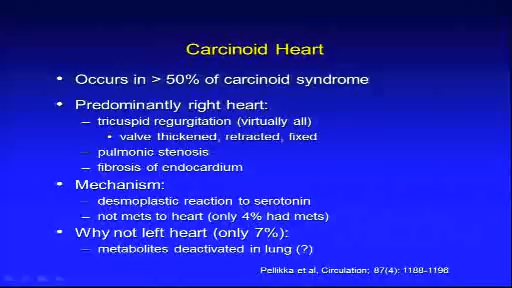 Carcinoid Heart
• Occurs in > 50% of carcinoid syndrome
• Predominantly right heart:
– tricuspid regurgitation (virtually all)
• valve thickened, retracted, fixed
– pulmonic stenosis
– fibrosis of endocardium
• Mechanism:
– desmoplastic reaction to serotonin
– not mets to heart (only 4% had mets)
• Why not left heart (only 7%):
– metabolites deactivated in lung (?)
Pellikka et al, Circulation; 87(4): 1188-1196